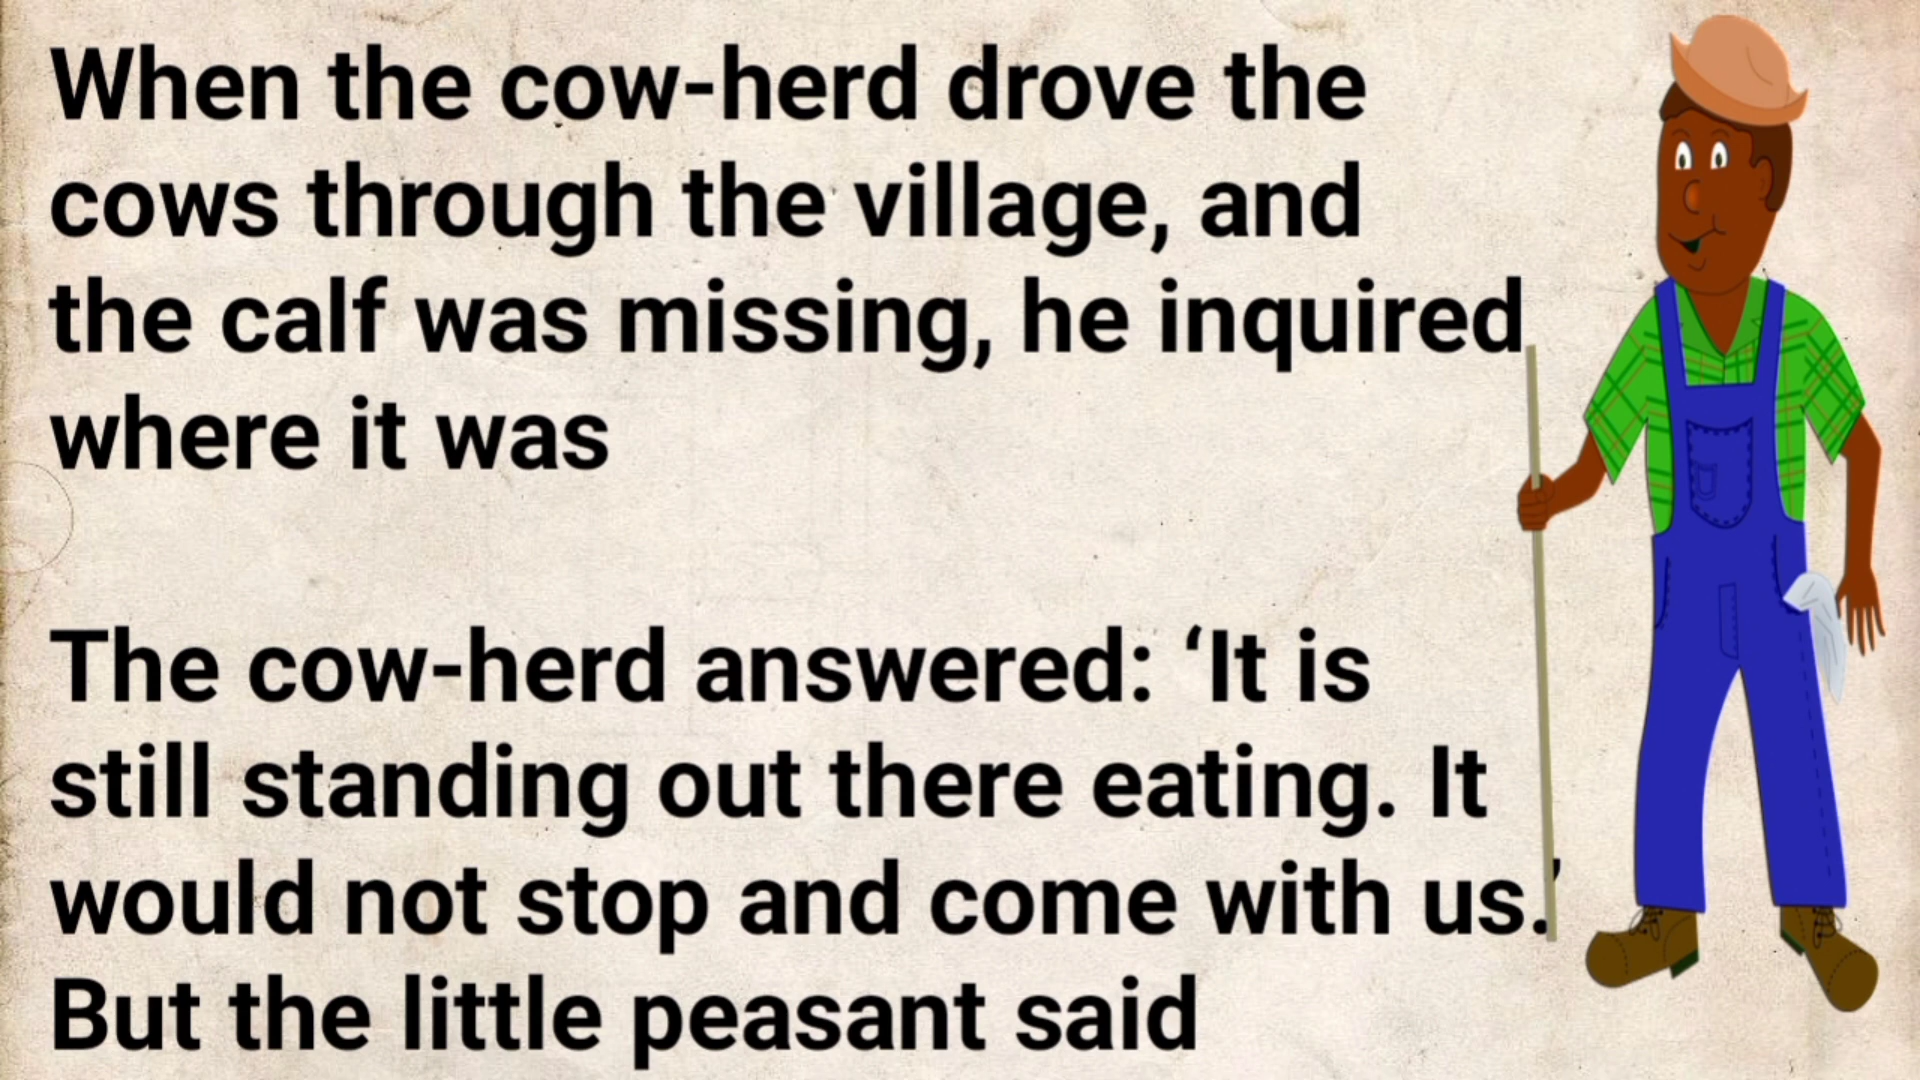 When the cow-herd drove the
cows through the village, and
the calf was missing, he inquired
where it was
The cow-herd answered: ‘It is
still standing out there eating. It
would not stop and come with us.’
But the little peasant said